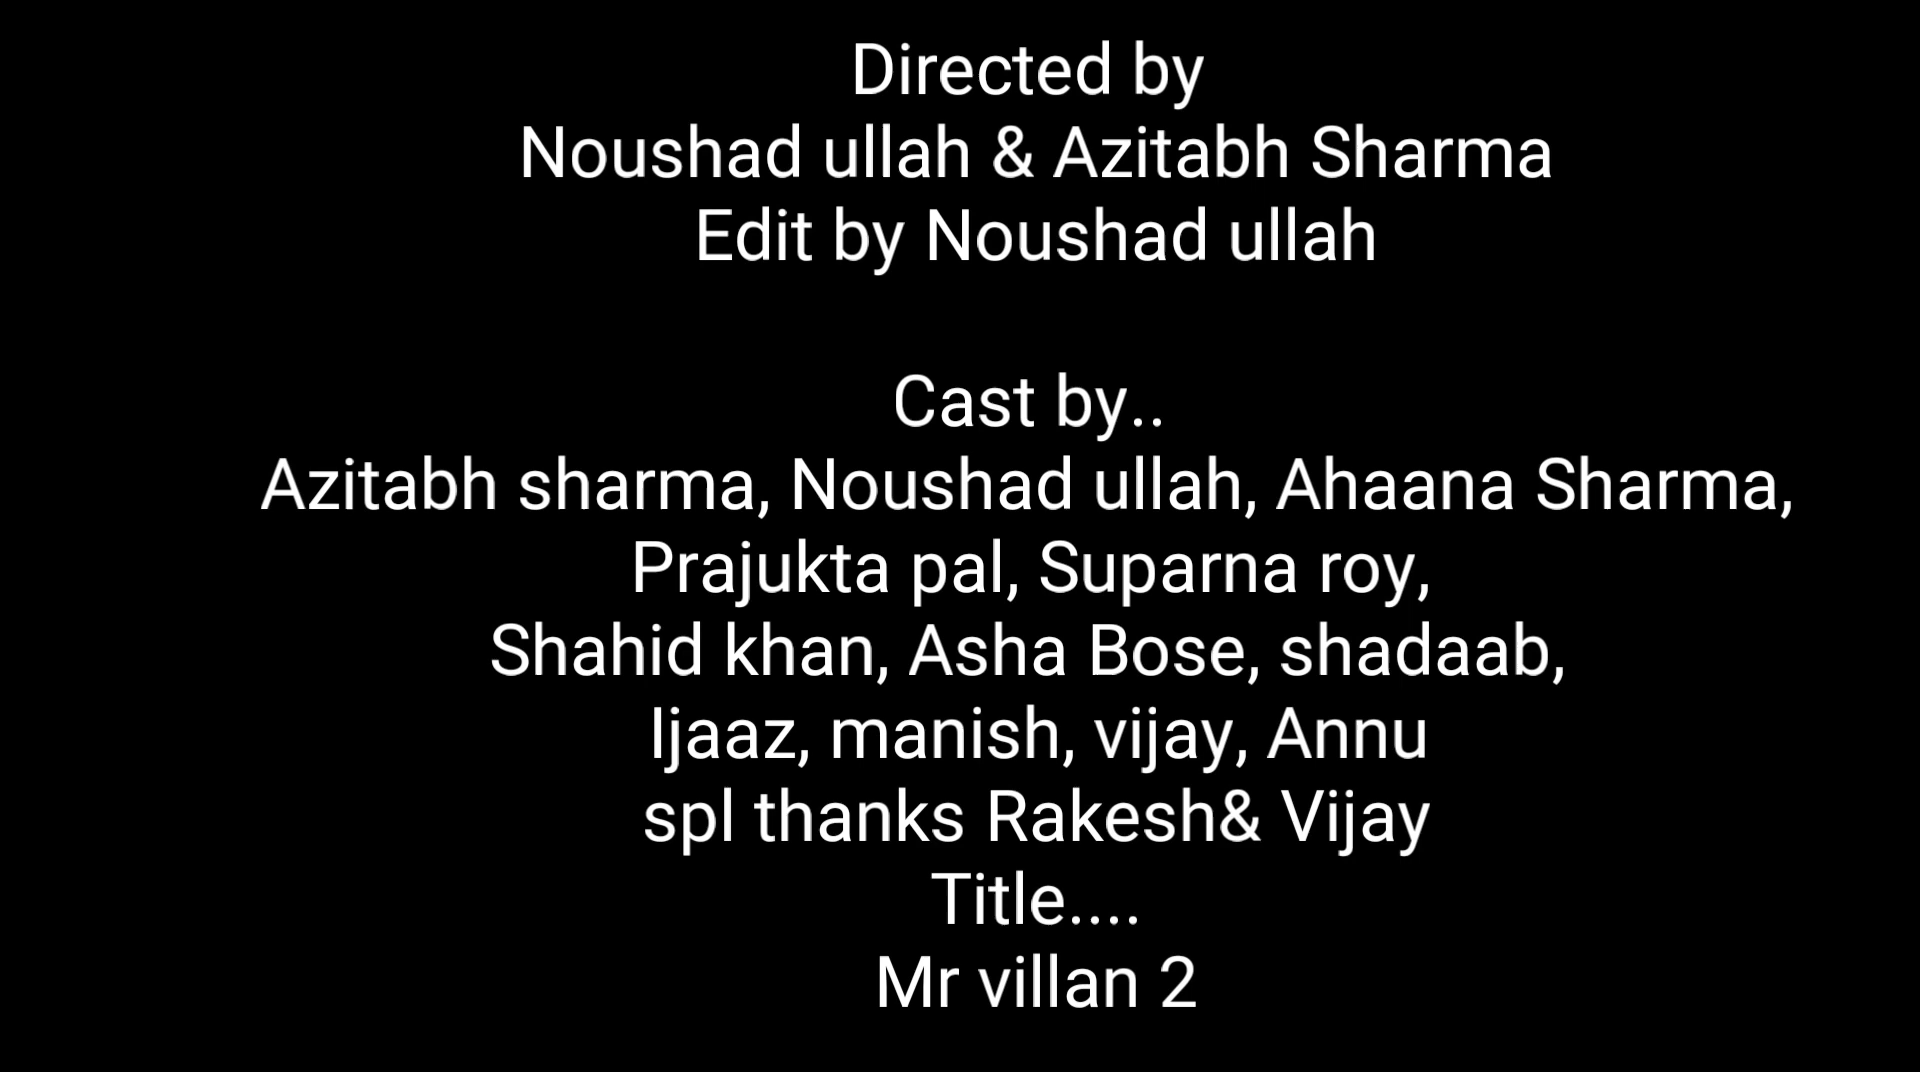 Directed by
Noushad ullah & Azitabh Sharma
Edit by Noushad ullah
Cast by..
Azitabh sharma, Noushad ullah, Ahaana Sharma,
Prajukta pal, Suparna roy,
Shahid khan, Asha Bose, shadaab,
Ijaaz, manish, vijay, Annu
spl thanks Rakesh& Vijay
Title....
Mr villan 2